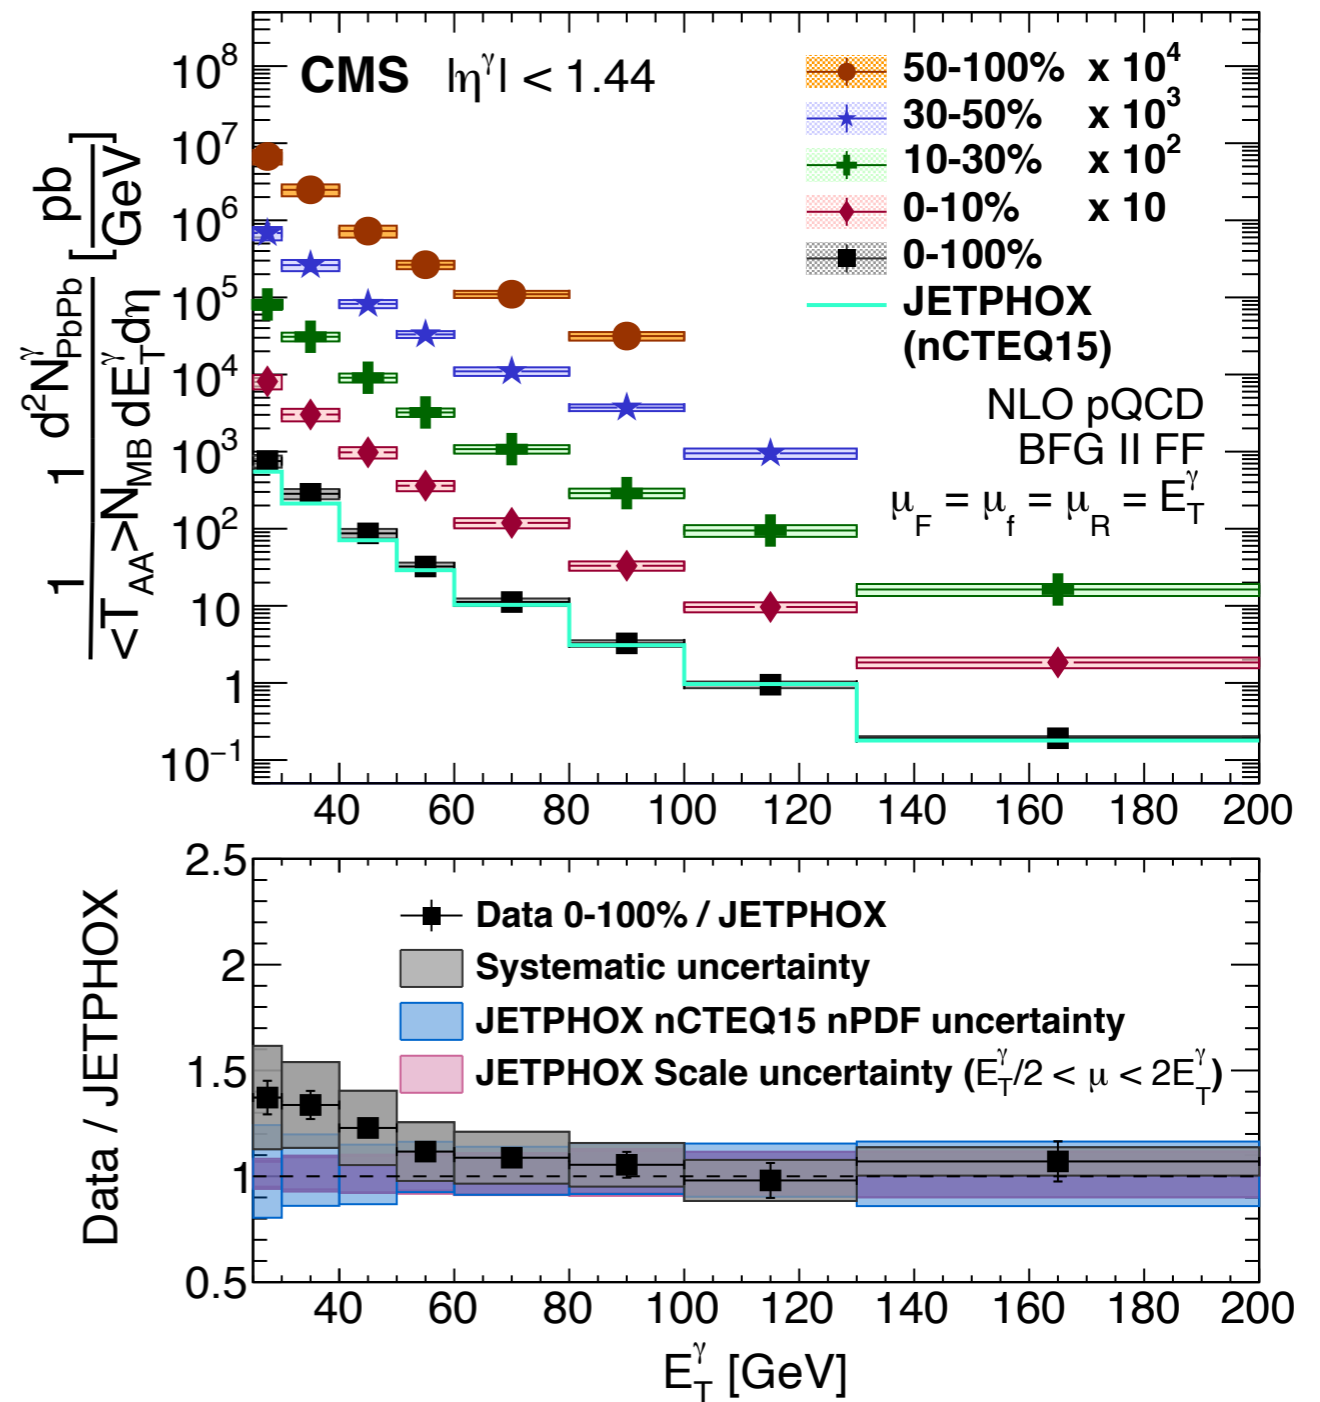 CMS |η^γ| < 1.44
50-100% x 10^4
30-50% x 10^3
10-30% x 10^2
0-10% x 10
0-100%
JETPHOX
(nCTEQ15)
NLO pQCD
BFG II FF
μ_F = μ_f = μ_R = E_T^γ
1/<T_AA> 1/N_MB d^2N^γ_PbPb/dE_T^γdη [pb/GeV]
10^8
10^7
10^6
10^5
10^4
10^3
10^2
10
1
10^−1
40 60 80 100 120 140 160 180 200
Data / JETPHOX
2.5
2
1.5
1
0.5
Data 0-100% / JETPHOX
Systematic uncertainty
JETPHOX nCTEQ15 nPDF uncertainty
JETPHOX Scale uncertainty (E_T^γ/2 < μ < 2E_T^γ)
40 60 80 100 120 140 160 180 200
E_T^γ [GeV]